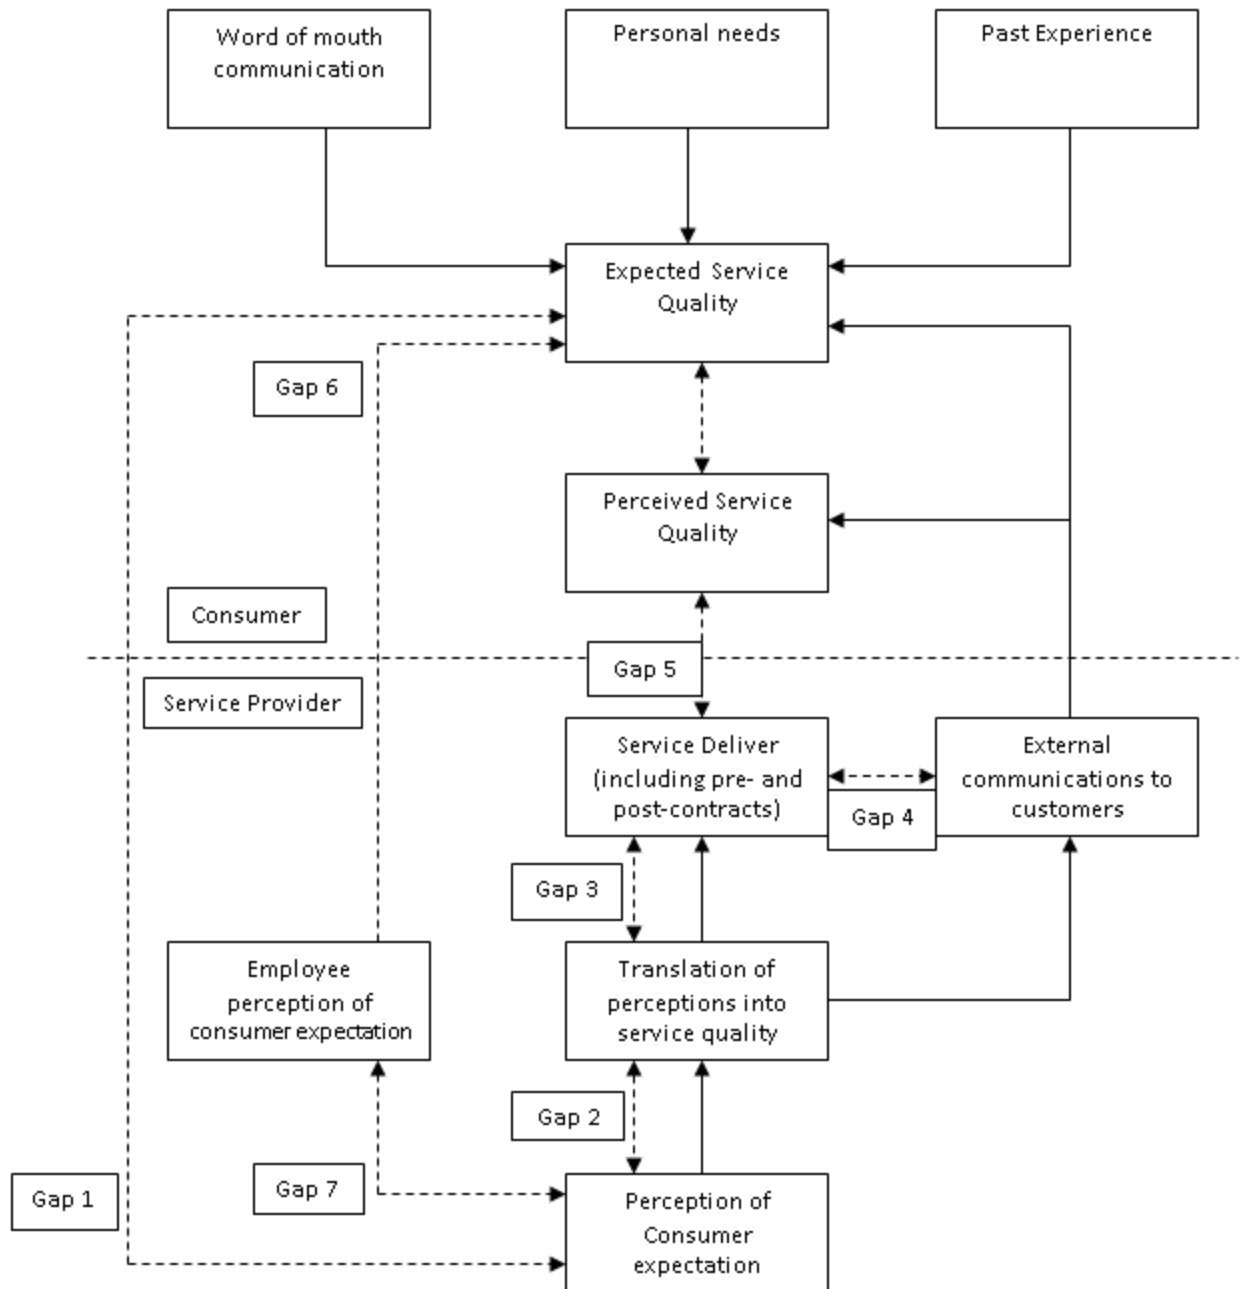 Word of mouth
communication
Personal needs
Past Experience
Expected Service
Quality
Gap 6
Perceived Service
Quality
Consumer
Gap 5
Service Provider
Service Deliver
(including pre- and
post-contracts)
External
communications to
customers
Gap 4
Gap 3
Employee
perception of
consumer expectation
Translation of
perceptions into
service quality
Gap 2
Gap 7
Gap 1
Perception of
Consumer
expectation